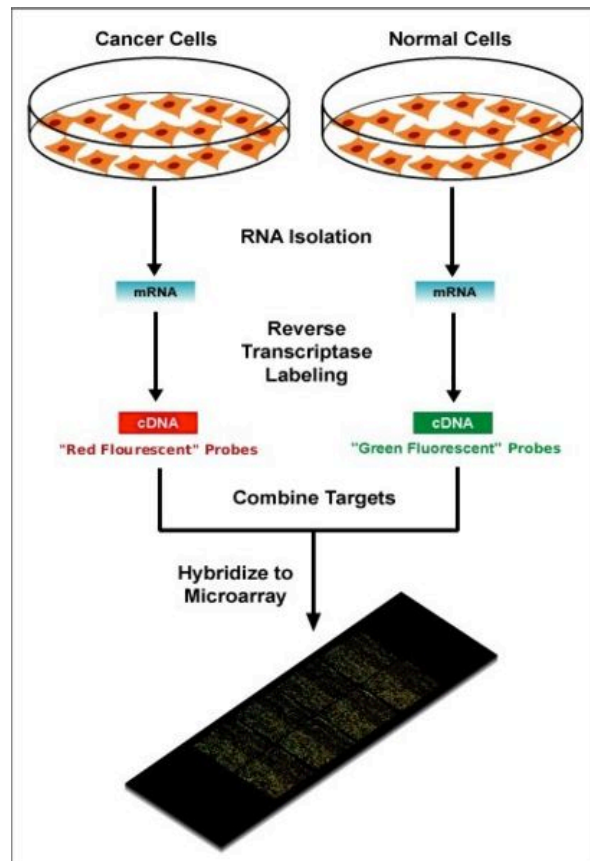 Cancer Cells
Normal Cells
RNA Isolation
mRNA
mRNA
Reverse
Transcriptase
Labeling
cDNA
cDNA
"Red Flourescent" Probes
"Green Fluorescent" Probes
Combine Targets
Hybridize to
Microarray